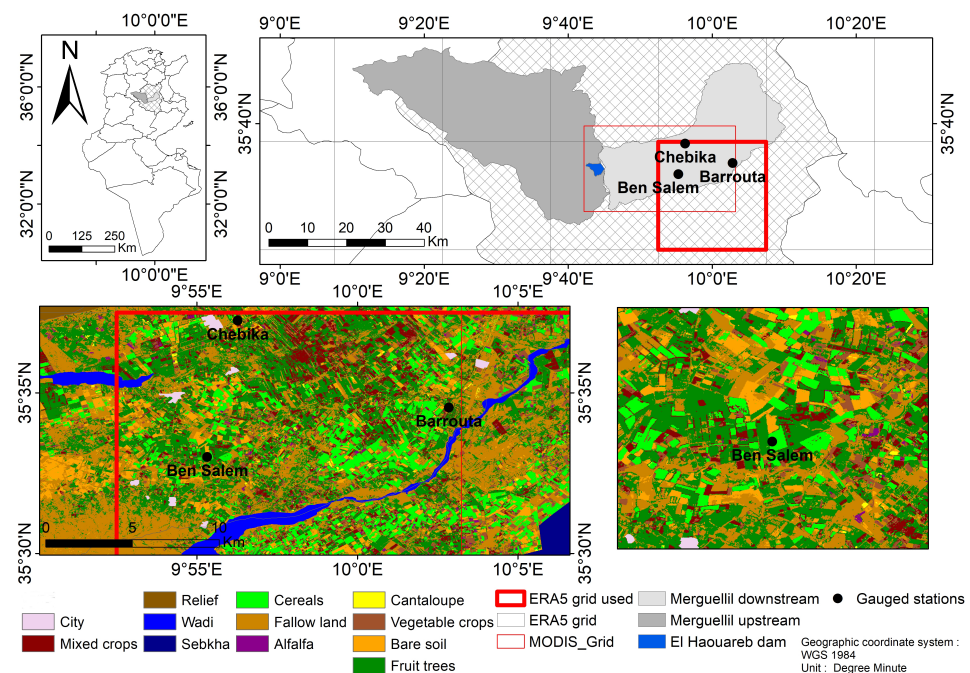 10°0'0"E
N
36°0'0"N
32°0'0"N
36°0'0"N
32°0'0"N
0 125 250
Km
10°0'0"E
9°0'E 9°20'E 9°40'E 10°0'E 10°20'E
35°40'N
35°40'N
Chebika
Barrouta
Ben Salem
0 10 20 30 40
Km
9°0'E 9°20'E 9°40'E 10°0'E 10°20'E
9°55'E 10°0'E 10°5'E
35°35'N
35°30'N
35°35'N
35°30'N
Chebika
Barrouta
Ben Salem
0 5 10
Km
9°55'E 10°0'E 10°5'E
Ben Salem
Relief Cereals Cantaloupe ERA5 grid used Merguellil downstream Gauged stations
City Wadi Fallow land Vegetable crops ERA5 grid Merguellil upstream
Mixed crops Sebkha Alfalfa Bare soil MODIS_Grid El Haouareb dam
Fruit trees
Geographic coordinate system :
WGS 1984
Unit : Degree Minute